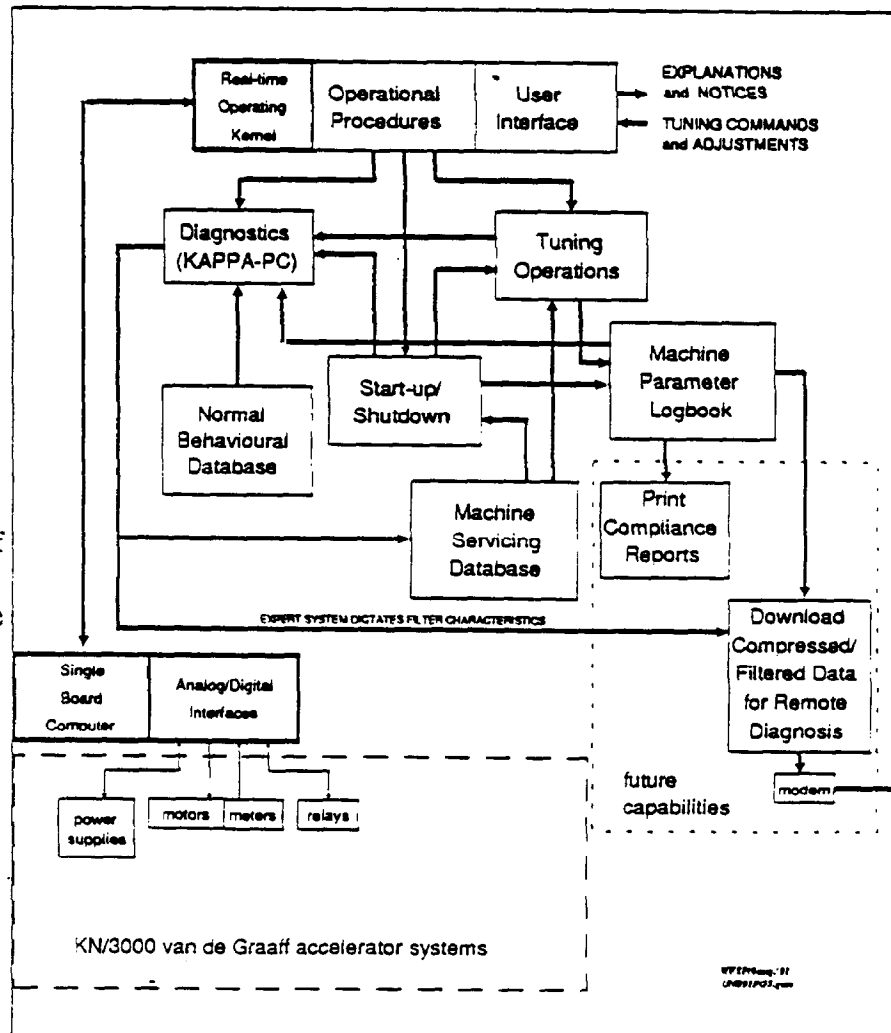 Real-time
Operating
Kernel
Operational
Procedures
User
Interface
EXPLANATIONS
and NOTICES
TUNING COMMANDS
and ADJUSTMENTS
Diagnostics
(KAPPA-PC)
Tuning
Operations
Machine
Parameter
Logbook
Start-up/
Shutdown
Normal
Behavioural
Database
Machine
Servicing
Database
Print
Compliance
Reports
EXPERT SYSTEM DICTATES FILTER CHARACTERISTICS
Download
Compressed/
Filtered Data
for Remote
Diagnosis
Single
Board
Computer
Analog/Digital
Interfaces
future
capabilities
modem
power
supplies
motors
meters
relays
KN/3000 van de Graaff accelerator systems